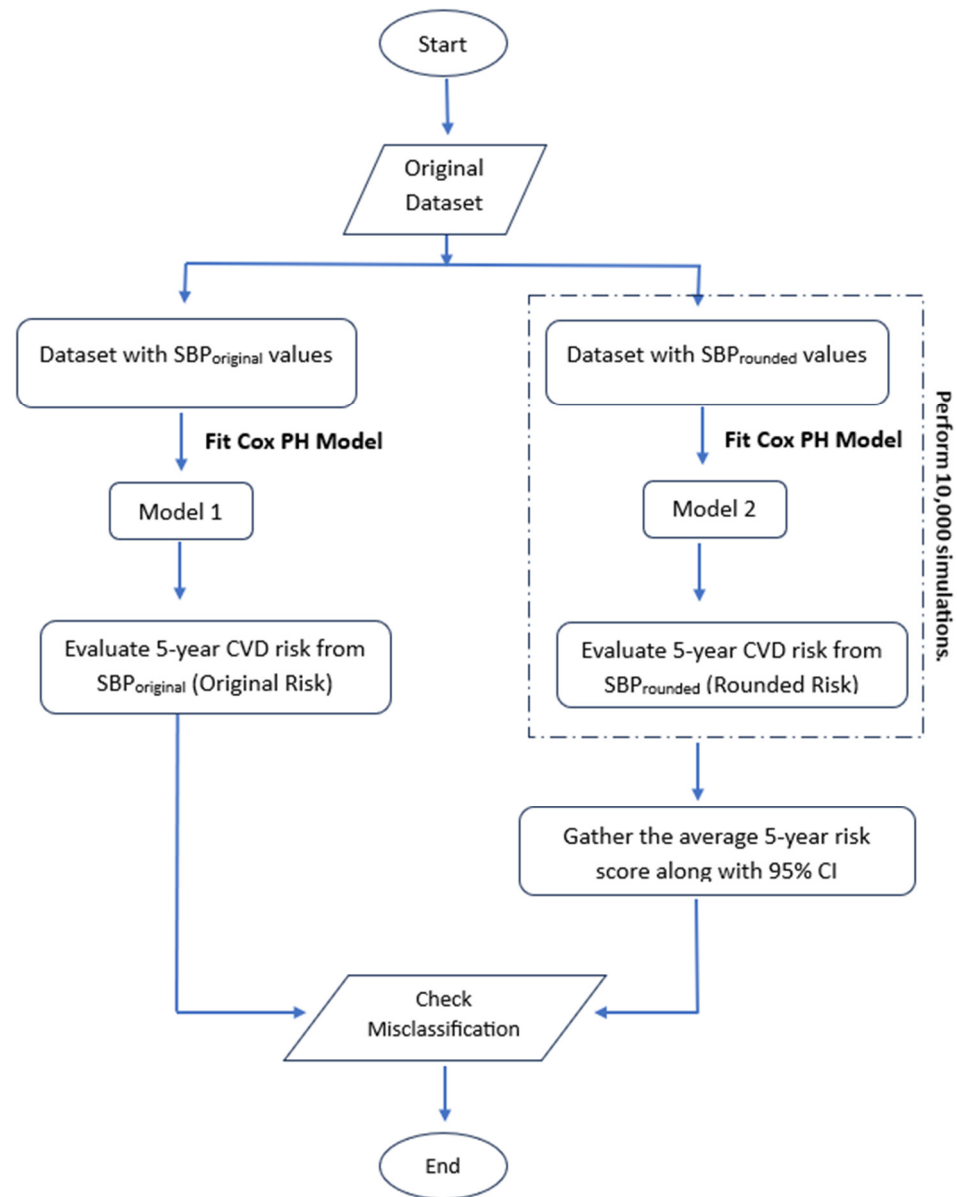 Start
Original
Dataset
Dataset with SBPoriginal values
Fit Cox PH Model
Model 1
Evaluate 5-year CVD risk from
SBPoriginal (Original Risk)
Dataset with SBProunded values
Fit Cox PH Model
Model 2
Evaluate 5-year CVD risk from
SBProunded (Rounded Risk)
Perform 10,000 simulations.
Gather the average 5-year risk
score along with 95% CI
Check
Misclassification
End